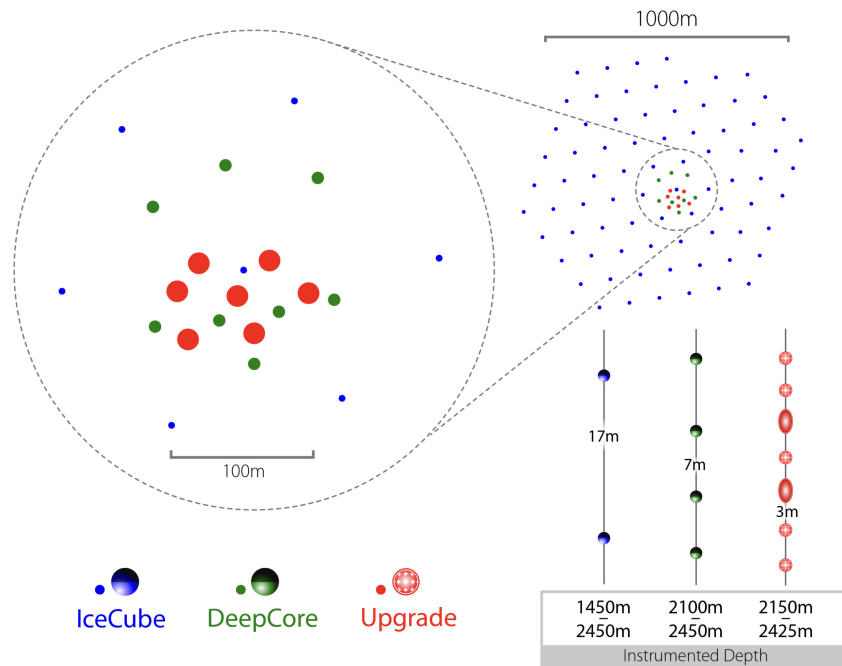 1000m
100m
17m
7m
3m
IceCube
DeepCore
Upgrade
1450m
–
2450m
2100m
–
2450m
2150m
–
2425m
Instrumented Depth